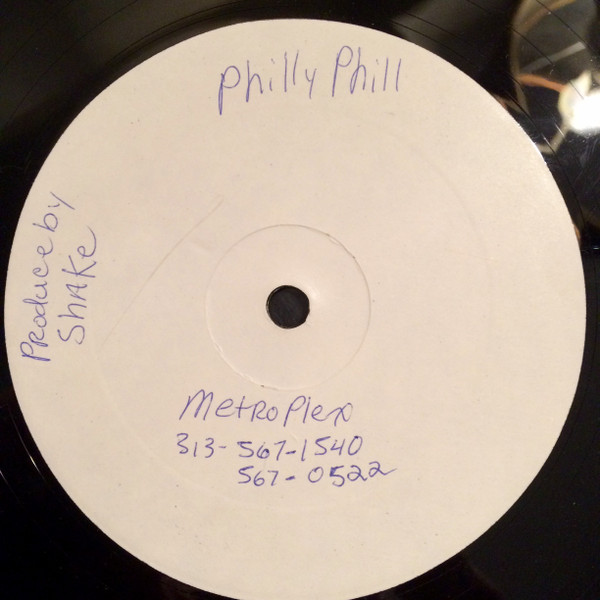 Philly Phill
Produce by
Shake
Metroplex
313-567-1540
567-0522